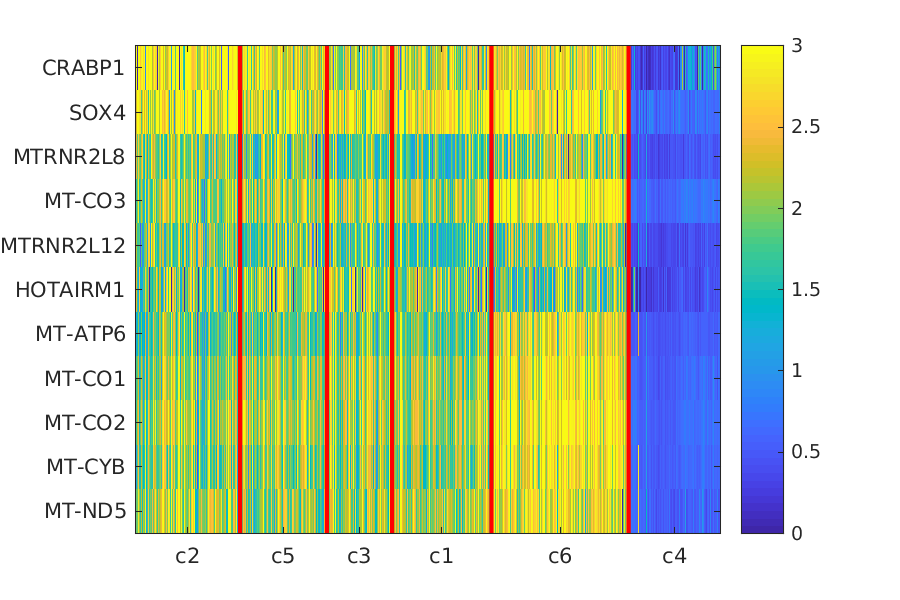 CRABP1
SOX4
MTRNR2L8
MT-CO3
MTRNR2L12
HOTAIRM1
MT-ATP6
MT-CO1
MT-CO2
MT-CYB
MT-ND5
c2 c5 c3 c1 c6 c4
3
2.5
2
1.5
1
0.5
0